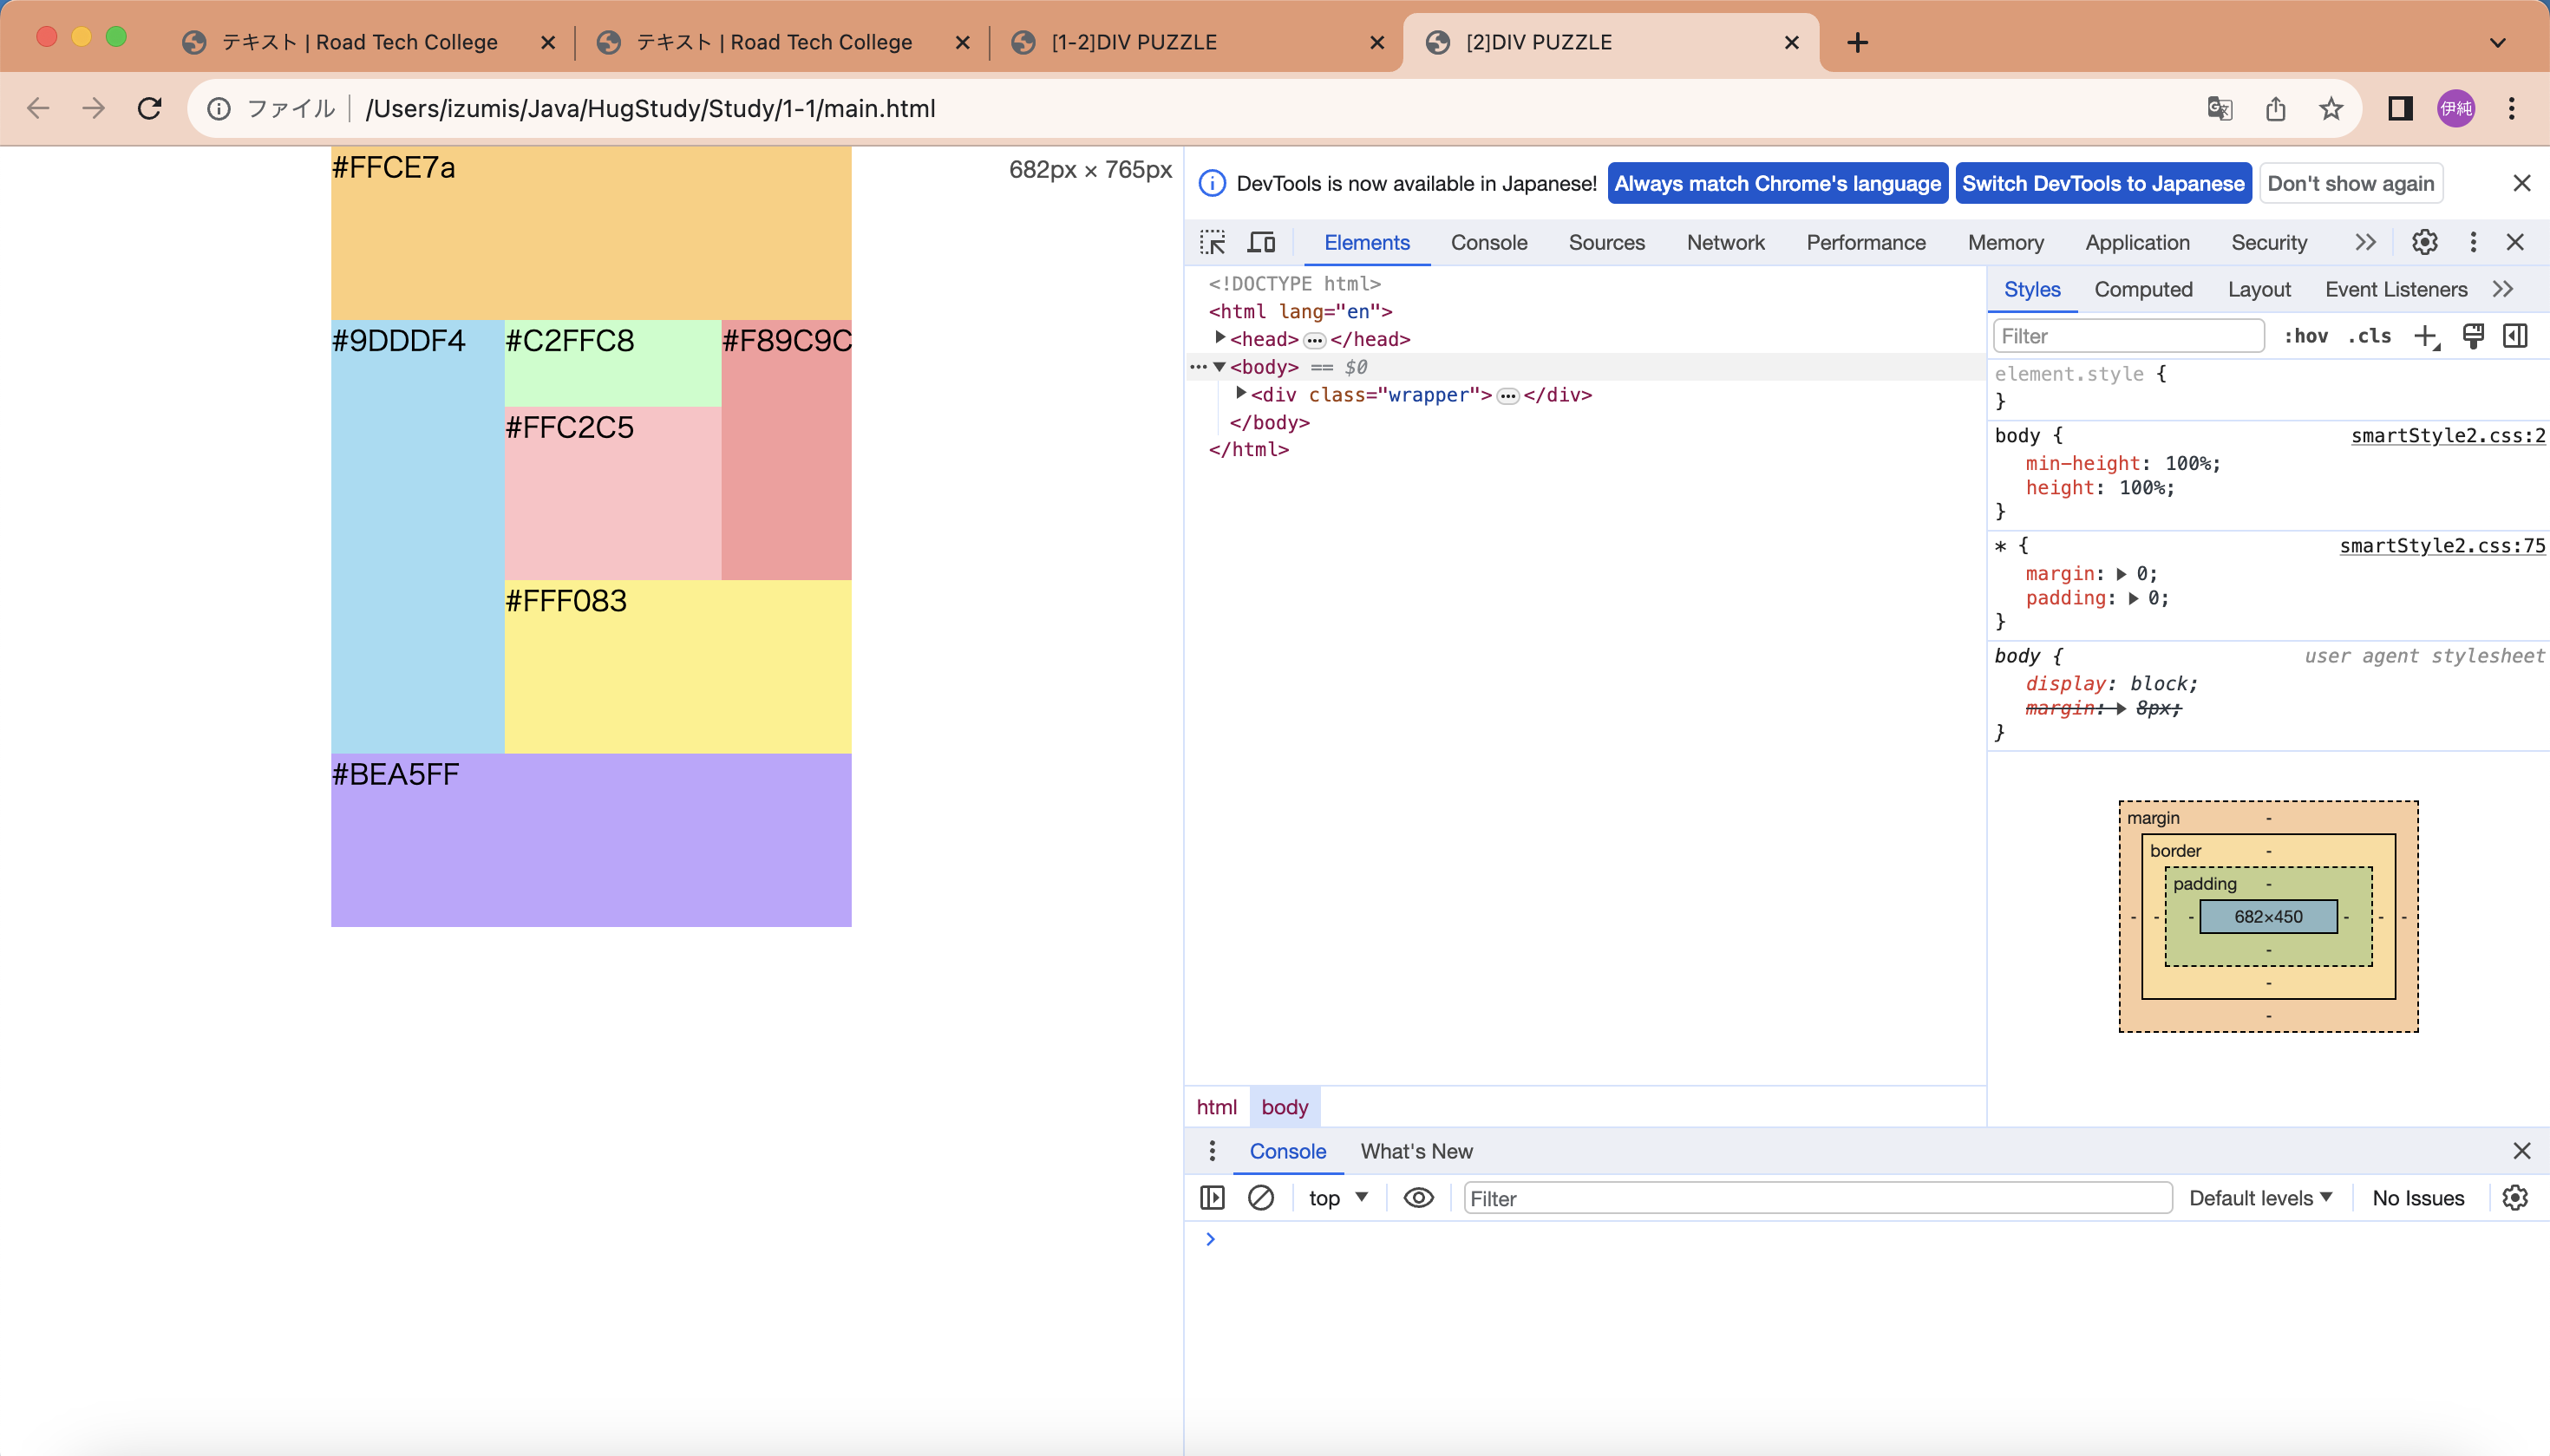 テキスト | Road Tech College
テキスト | Road Tech College
[1-2]DIV PUZZLE
[2]DIV PUZZLE
ファイル
/Users/izumis/Java/HugStudy/Study/1-1/main.html
伊純
#FFCE7a
682px × 765px
#9DDDF4
#C2FFC8
#F89C9C
#FFC2C5
#FFF083
#BEA5FF
DevTools is now available in Japanese!
Always match Chrome's language
Switch DevTools to Japanese
Don't show again
Elements
Console
Sources
Network
Performance
Memory
Application
Security
<!DOCTYPE html>
<html lang="en">
<head> ••• </head>
••• <body> == $0
<div class="wrapper"> ••• </div>
</body>
</html>
Styles
Computed
Layout
Event Listeners
Filter
:hov
.cls
element.style {
}
body {
smartStyle2.css:2
min-height: 100%;
height: 100%;
}
* {
smartStyle2.css:75
margin: 0;
padding: 0;
}
body {
user agent stylesheet
display: block;
margin: 8px;
}
margin -
border -
padding -
- - - 682×450 - - -
-
-
-
html
body
Console
What's New
top
Filter
Default levels
No Issues